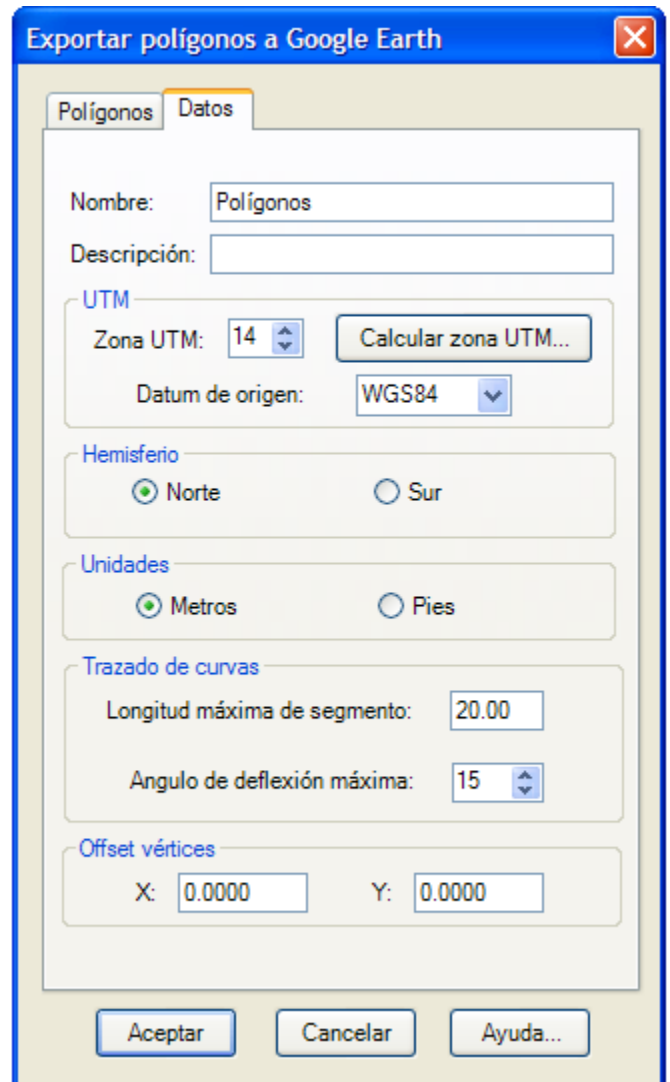 Exportar polígonos a Google Earth
Polígonos Datos
Nombre: Polígonos
Descripción:
UTM
Zona UTM: 14 Calcular zona UTM...
Datum de origen: WGS84
Hemisferio
Norte Sur
Unidades
Metros Pies
Trazado de curvas
Longitud máxima de segmento: 20.00
Angulo de deflexión máxima: 15
Offset vértices
X: 0.0000 Y: 0.0000
Aceptar Cancelar Ayuda...